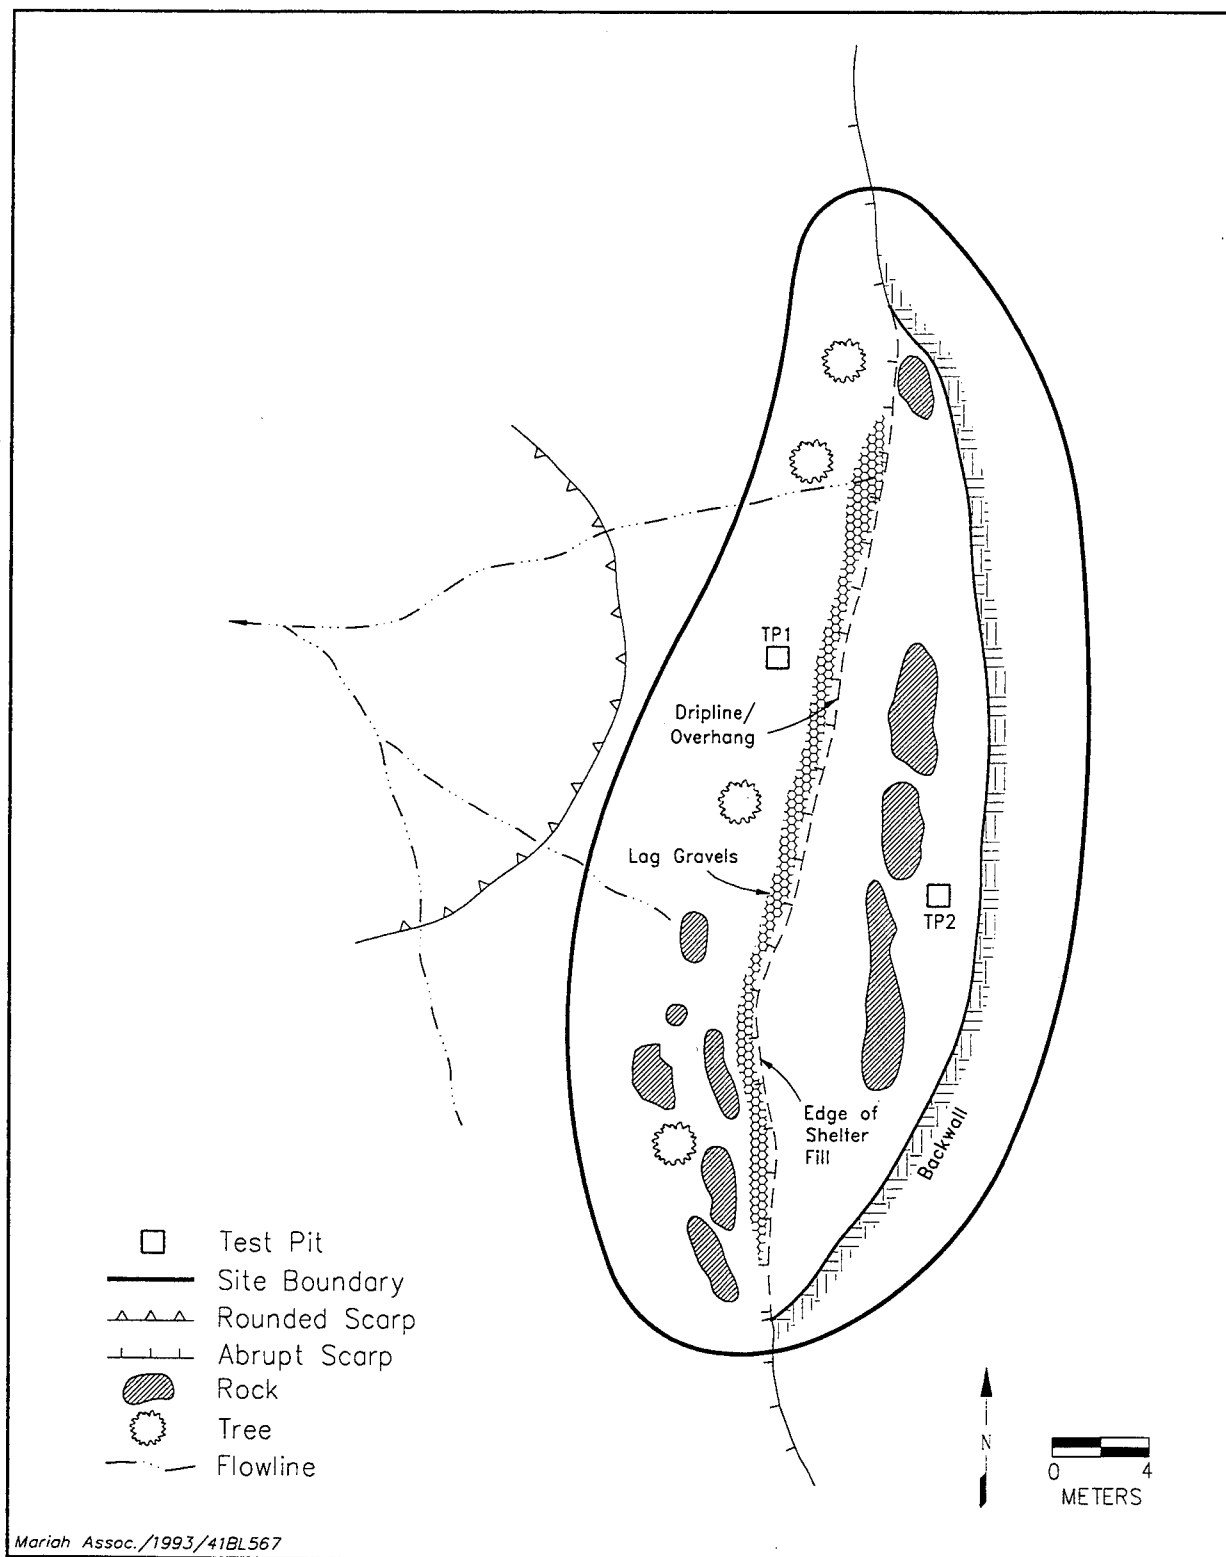 TP1
Dripline/
Overhang
Lag Gravels
TP2
Edge of
Shelter
Fill
Backwall
Test Pit
Site Boundary
Rounded Scarp
Abrupt Scarp
Rock
Tree
Flowline
N
0 4
METERS
Mariah Assoc./1993/41BL567